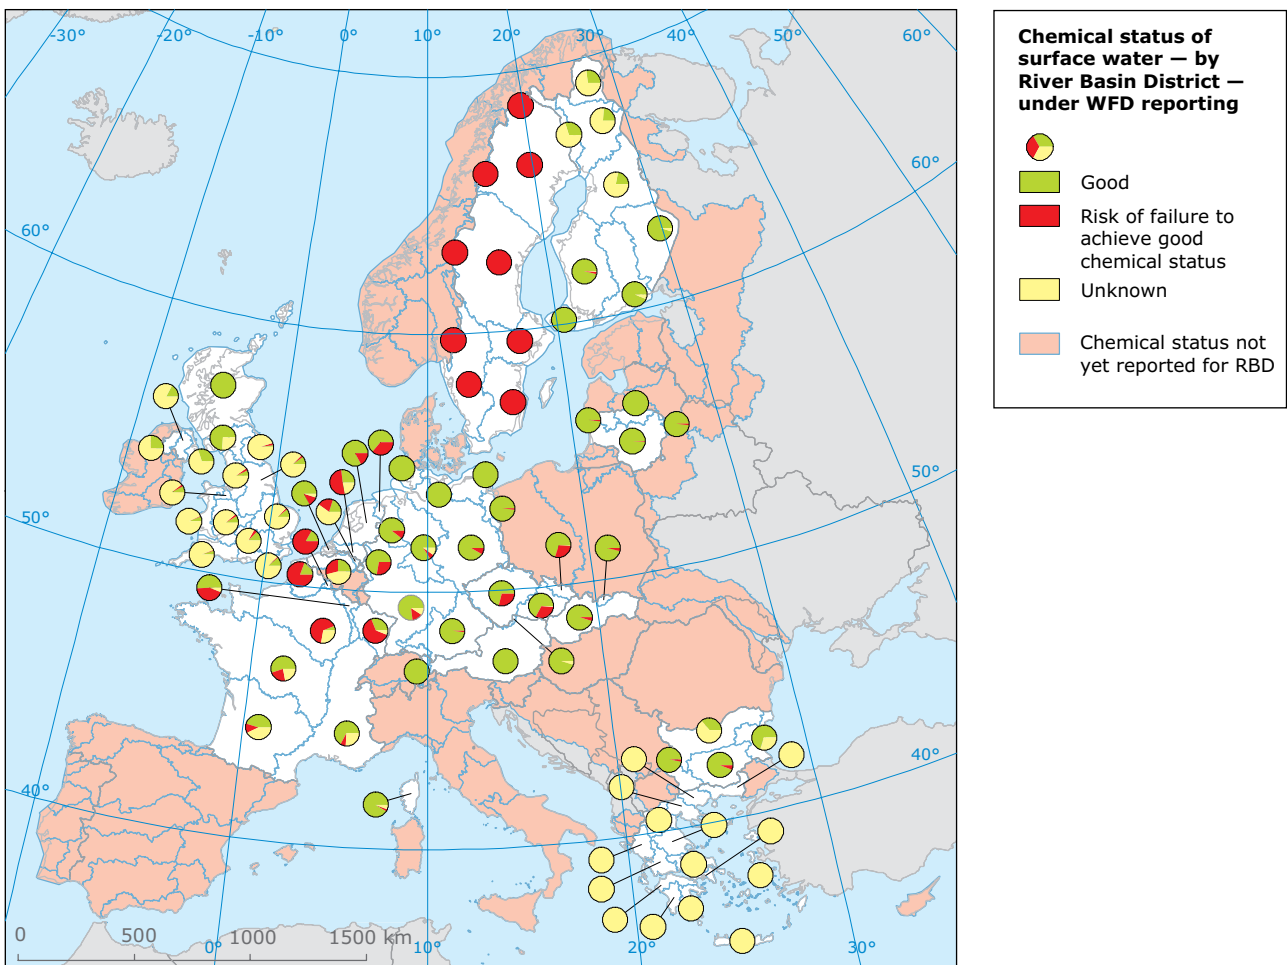 -30°
-20°
-10°
0°
10°
20°
30°
40°
50°
60°
60°
60°
50°
50°
40°
40°
0
500
1000
1500 km
0°
10°
20°
30°
Chemical status of
surface water — by
River Basin District —
under WFD reporting
Good
Risk of failure to
achieve good
chemical status
Unknown
Chemical status not
yet reported for RBD